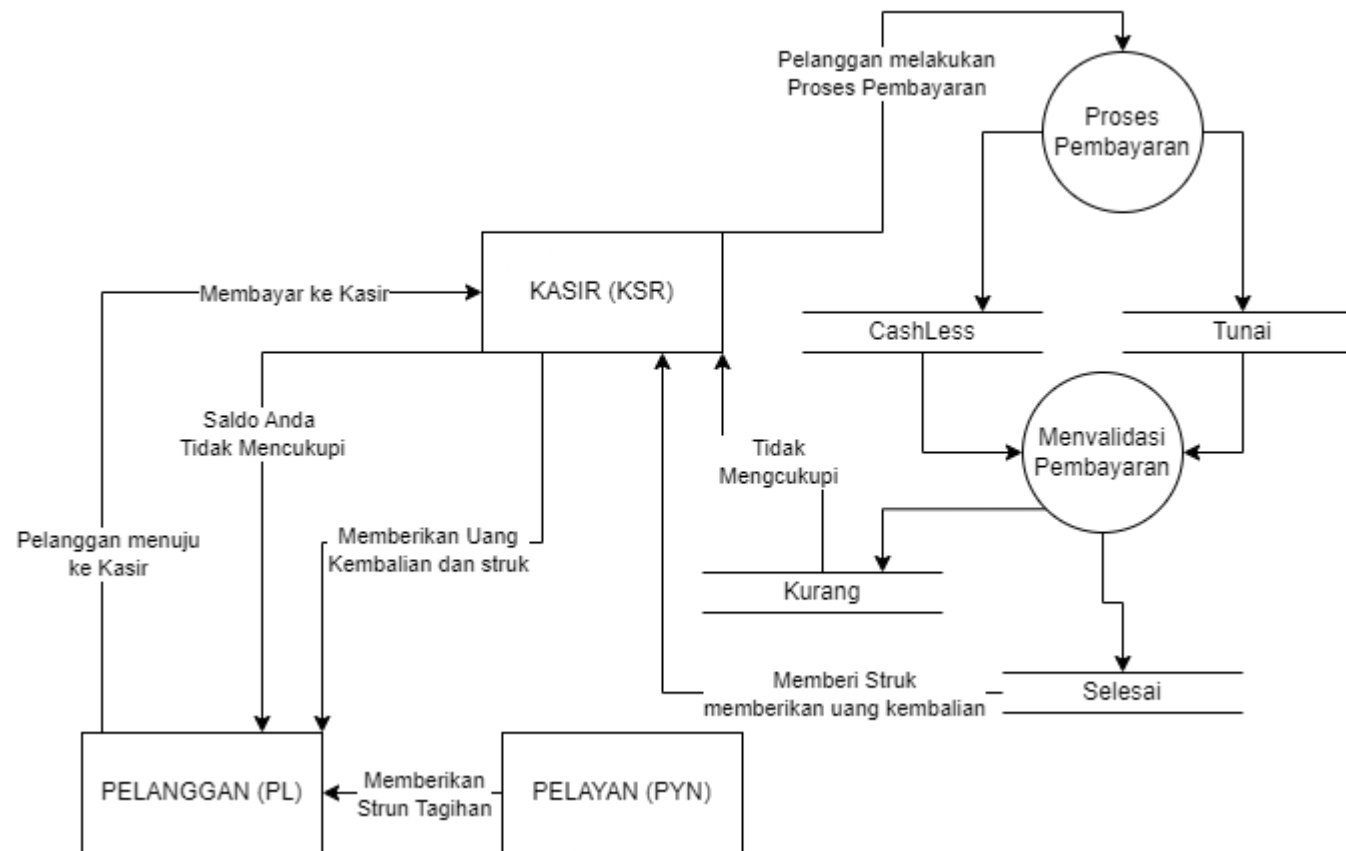 Pelanggan melakukan
Proses Pembayaran
Proses
Pembayaran
Membayar ke Kasir
KASIR (KSR)
CashLess
Tunai
Saldo Anda
Tidak Mencukupi
Tidak
Mengcukupi
Menvalidasi
Pembayaran
Pelanggan menuju
ke Kasir
Memberikan Uang
Kembalian dan struk
Kurang
Memberi Struk
memberikan uang kembalian
Selesai
PELANGGAN (PL)
Memberikan
Strun Tagihan
PELAYAN (PYN)